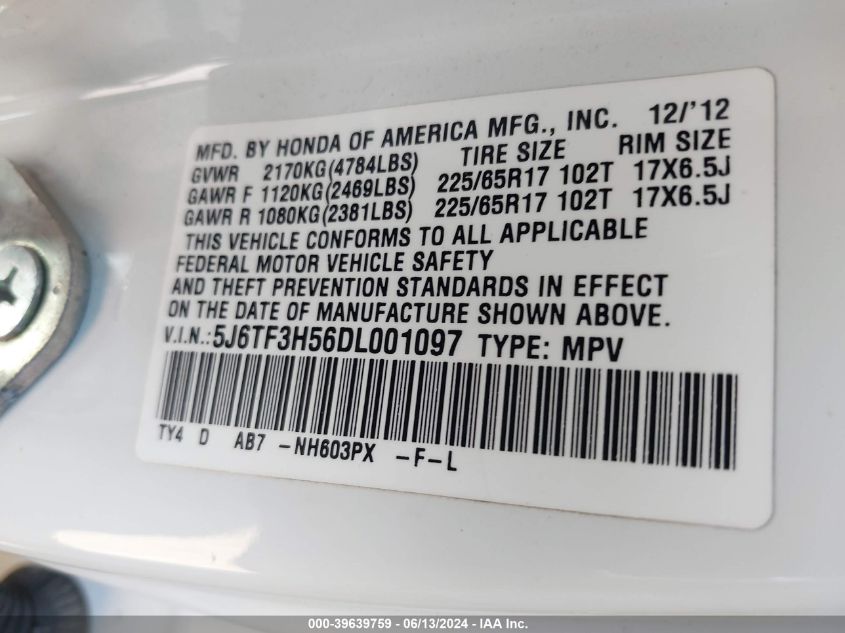 MFD. BY HONDA OF AMERICA MFG., INC. 12/'12
GVWR 2170KG(4784LBS) TIRE SIZE RIM SIZE
GAWR F 1120KG(2469LBS) 225/65R17 102T 17X6.5J
GAWR R 1080KG(2381LBS) 225/65R17 102T 17X6.5J
THIS VEHICLE CONFORMS TO ALL APPLICABLE
FEDERAL MOTOR VEHICLE SAFETY
AND THEFT PREVENTION STANDARDS IN EFFECT
ON THE DATE OF MANUFACTURE SHOWN ABOVE.
V.I.N.: 5J6TF3H56DL001097 TYPE: MPV
TY4 D AB7 -NH603PX -F-L
000-39639759 - 06/13/2024 - IAA Inc.